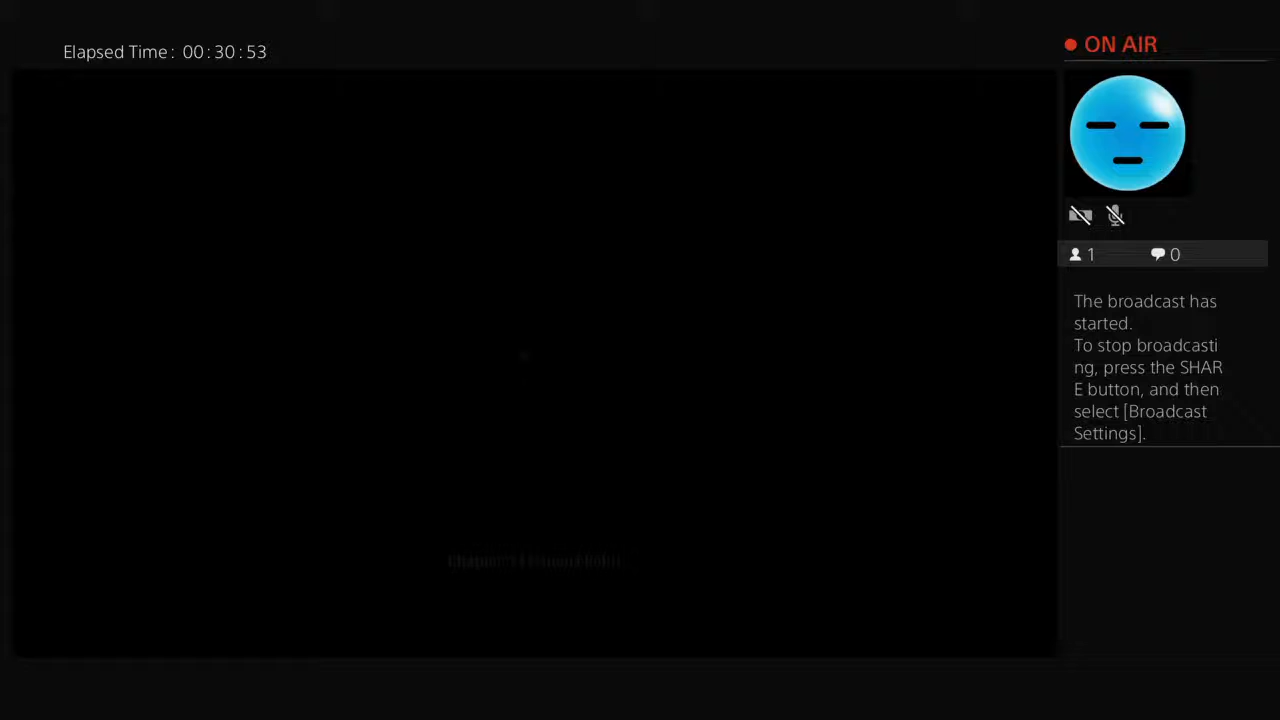 Elapsed Time: 00:30:53
ON AIR
1 0
The broadcast has
started.
To stop broadcasti
ng, press the SHAR
E button, and then
select [Broadcast
Settings].